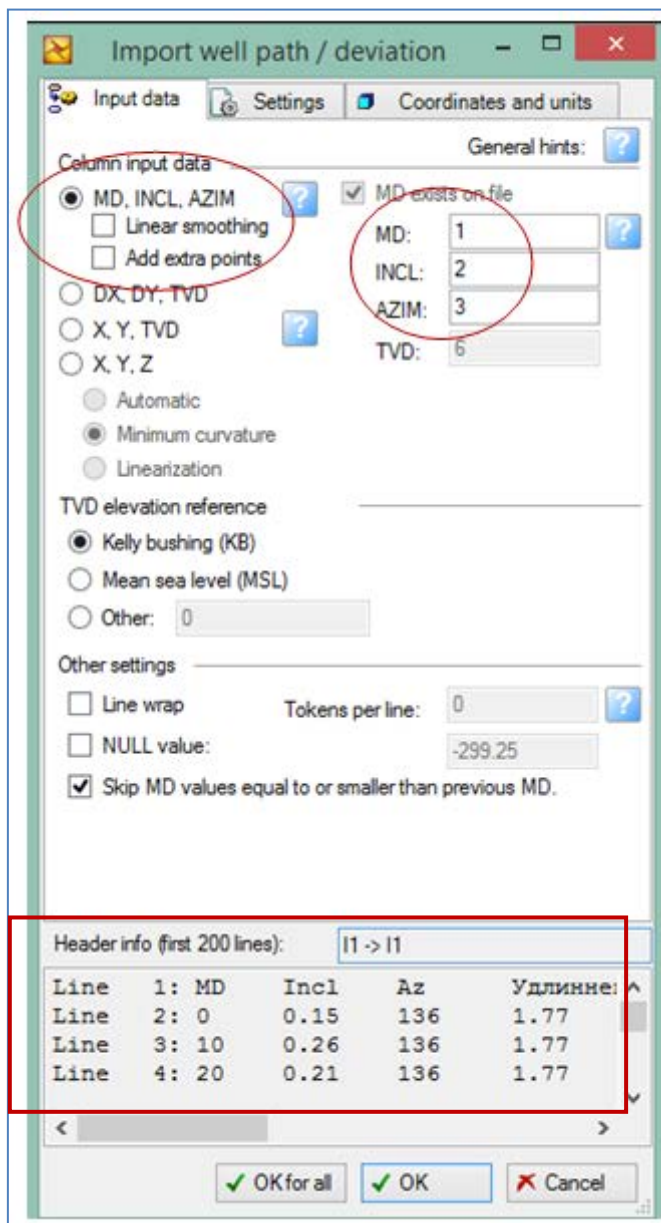 Import well path / deviation
Input data Settings Coordinates and units
General hints: ?
Column input data
MD, INCL, AZIM ? MD exists on file
Linear smoothing MD: 1 ?
Add extra points INCL: 2
DX, DY, TVD AZIM: 3
X, Y, TVD ? TVD: 6
X, Y, Z
Automatic
Minimum curvature
Linearization
TVD elevation reference
Kelly bushing (KB)
Mean sea level (MSL)
Other: 0
Other settings
Line wrap Tokens per line: 0 ?
NULL value: -299.25
Skip MD values equal to or smaller than previous MD.
Header info (first 200 lines): I1 -> I1
Line 1: MD Incl Az
Line 2: 0 0.15 136 1.77
Line 3: 10 0.26 136 1.77
Line 4: 20 0.21 136 1.77
OK for all OK Cancel